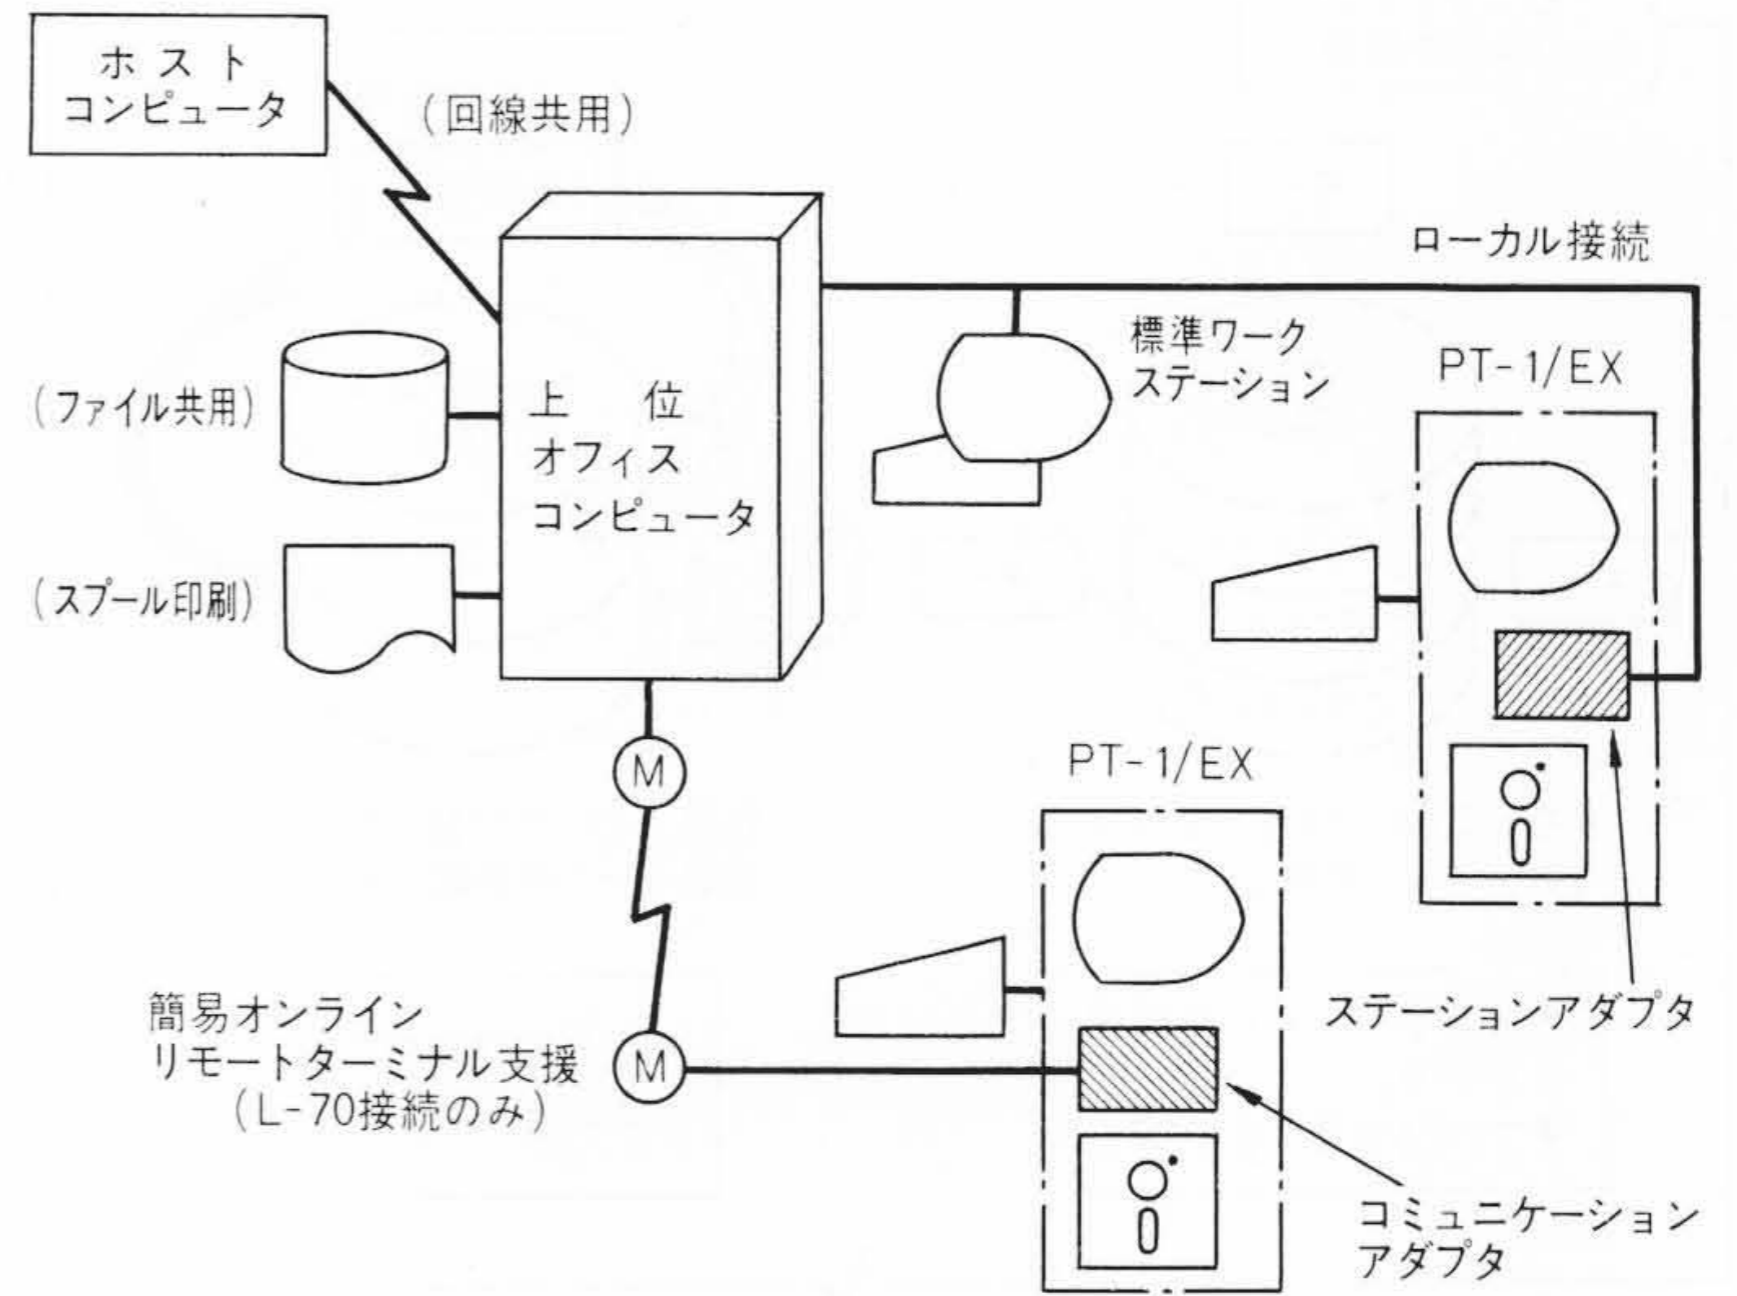 ホスト
コンピュータ
(回線共用)
ローカル接続
標準ワーク
ステーション
PT-1/EX
(ファイル共用)
上位
オフィス
コンピュータ
(スプール印刷)
M
PT-1/EX
簡易オンライン
リモートターミナル支援
(L-70接続のみ)
M
ステーションアダプタ
コミュニケーション
アダプタ